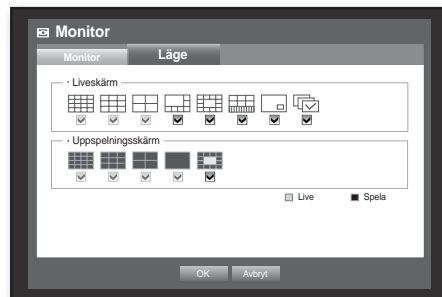 Monitor
Monitor
Läge
· Liveskärm
· Uppspelningsskärm
Live
Spela
OK
Avbryt